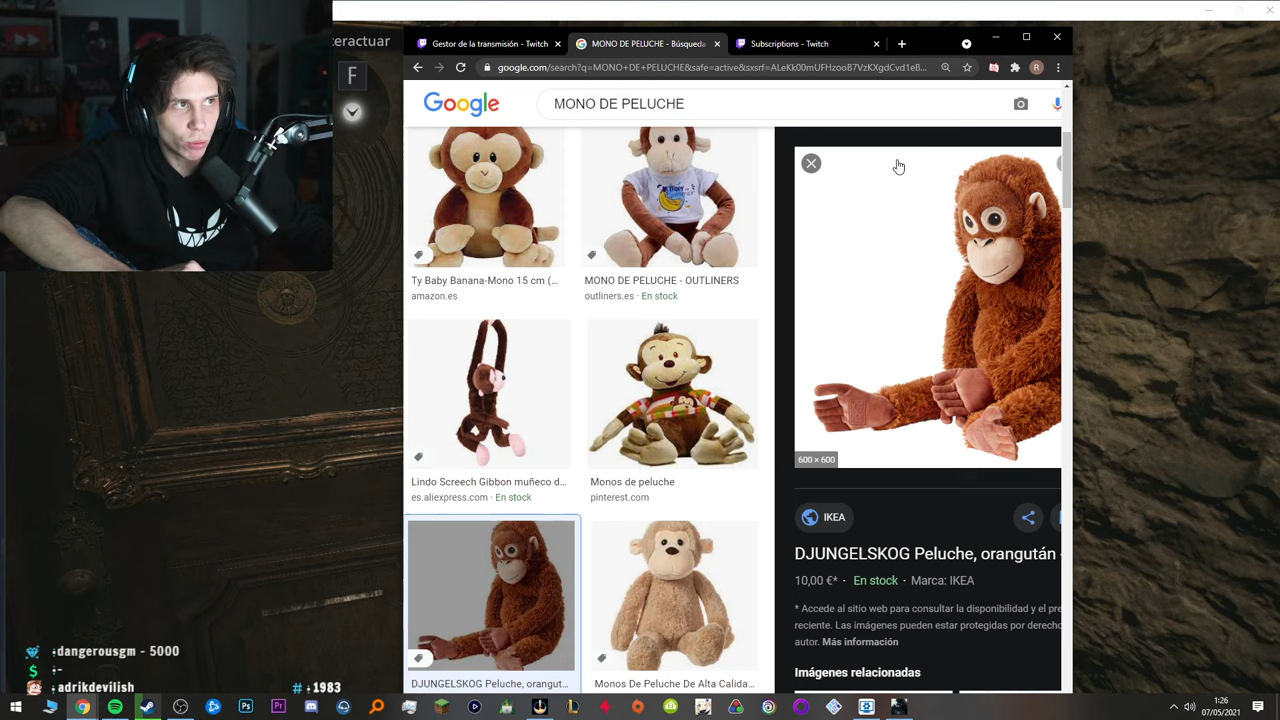 teractuar
F
Gestor de la transmisión - Twitch
MONO DE PELUCHE - Búsqueda
Subscriptions - Twitch
google.com/search?q=MONO+DE+PELUCHE&safe=active&sxsrf=ALeKk00mUFHzooB7VzKXgdCvd1eB...
R
Google
MONO DE PELUCHE
Ty Baby Banana-Mono 15 cm (...
amazon.es
MONO DE PELUCHE - OUTLINERS
outliners.es · En stock
Lindo Screech Gibbon muñeco d...
es.aliexpress.com · En stock
Monos de peluche
pinterest.com
DJUNGELSKOG Peluche, orangut...
Monos De Peluche De Alta Calida...
600 × 600
IKEA
DJUNGELSKOG Peluche, orangután
10,00 €* · En stock · Marca: IKEA
* Accede al sitio web para consultar la disponibilidad y el pre
reciente. Las imágenes pueden estar protegidas por derecho
autor. Más información
Imágenes relacionadas
:dangerousgm - 5000
:-
:adrikdevilish
# :1983
1:26
07/05/2021